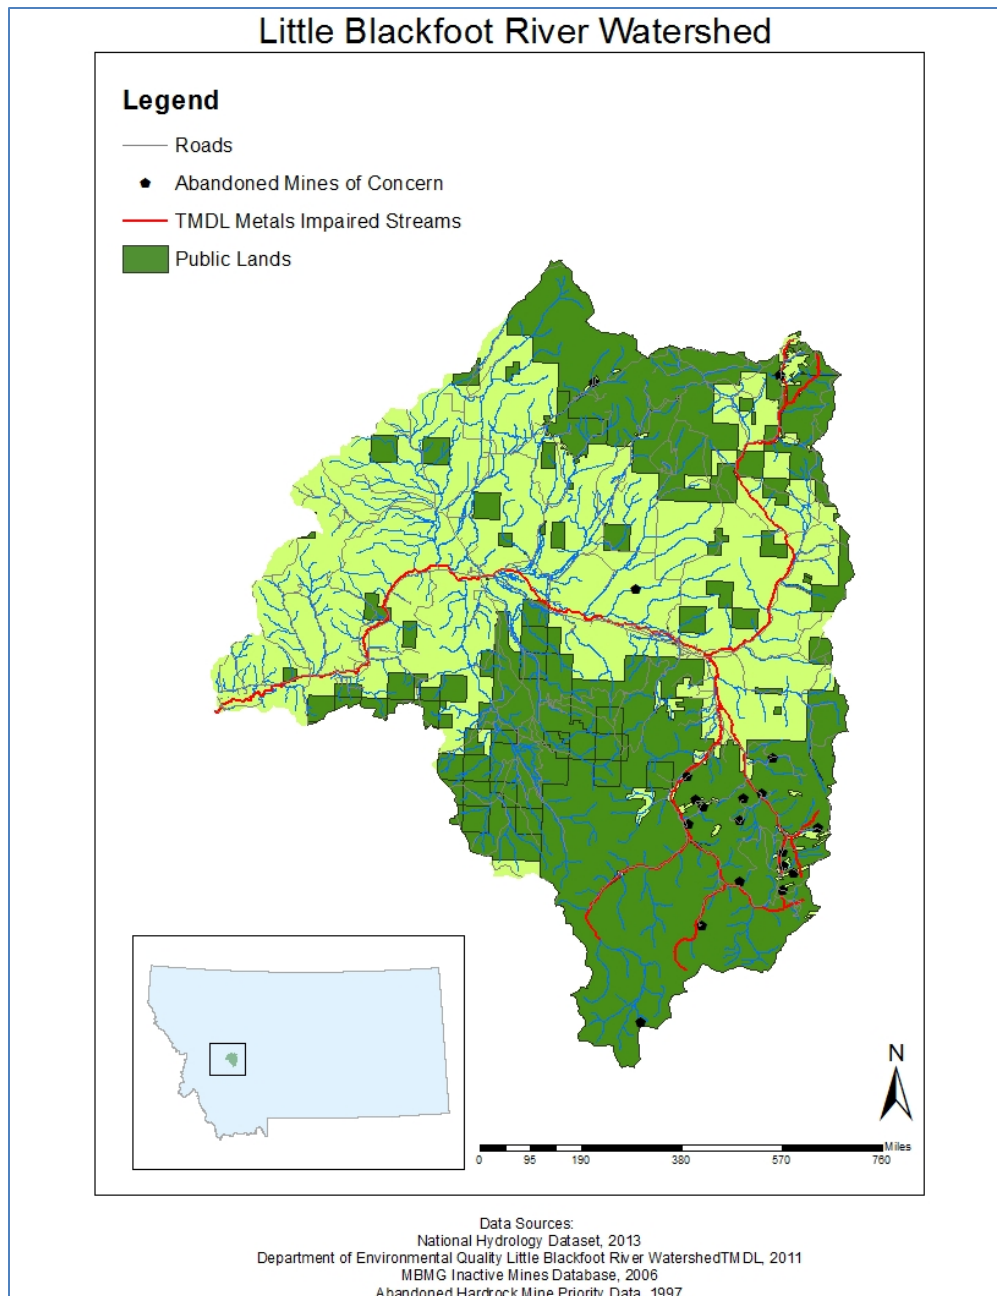 Little Blackfoot River Watershed
Legend
Roads
Abandoned Mines of Concern
TMDL Metals Impaired Streams
Public Lands
N
Miles
0 95 190 380 570 760
Data Sources:
National Hydrology Dataset, 2013
Department of Environmental Quality Little Blackfoot River WatershedTMDL, 2011
MBMG Inactive Mines Database, 2006
Abandoned Hardrock Mine Priority Data, 1997